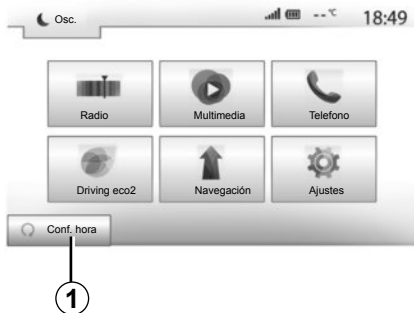 Osc.
--°C
18:49
Radio
Multimedia
Telefono
Driving eco2
Navegación
Ajustes
Conf. hora
1